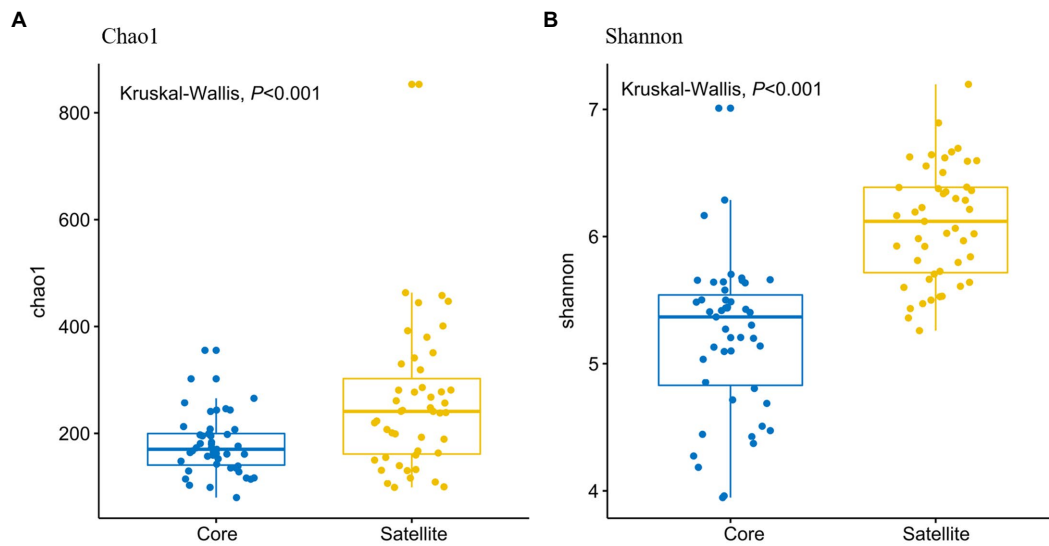 A
Chao1
Kruskal-Wallis, P<0.001
800
600
400
200
chao1
Core
Satellite
B
Shannon
Kruskal-Wallis, P<0.001
7
6
5
4
shannon
Core
Satellite